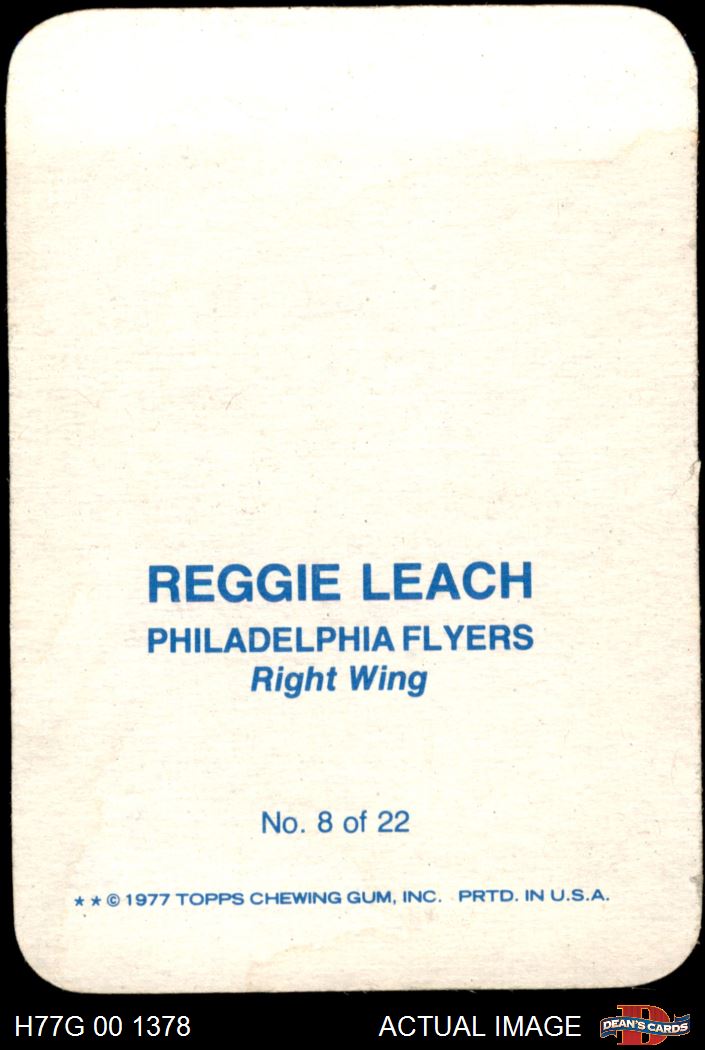 REGGIE LEACH
PHILADELPHIA FLYERS
Right Wing
No. 8 of 22
★ ★ © 1977 TOPPS CHEWING GUM, INC. PRTD. IN U.S.A.
H77G 00 1378 ACTUAL IMAGE D DEAN'S CARDS